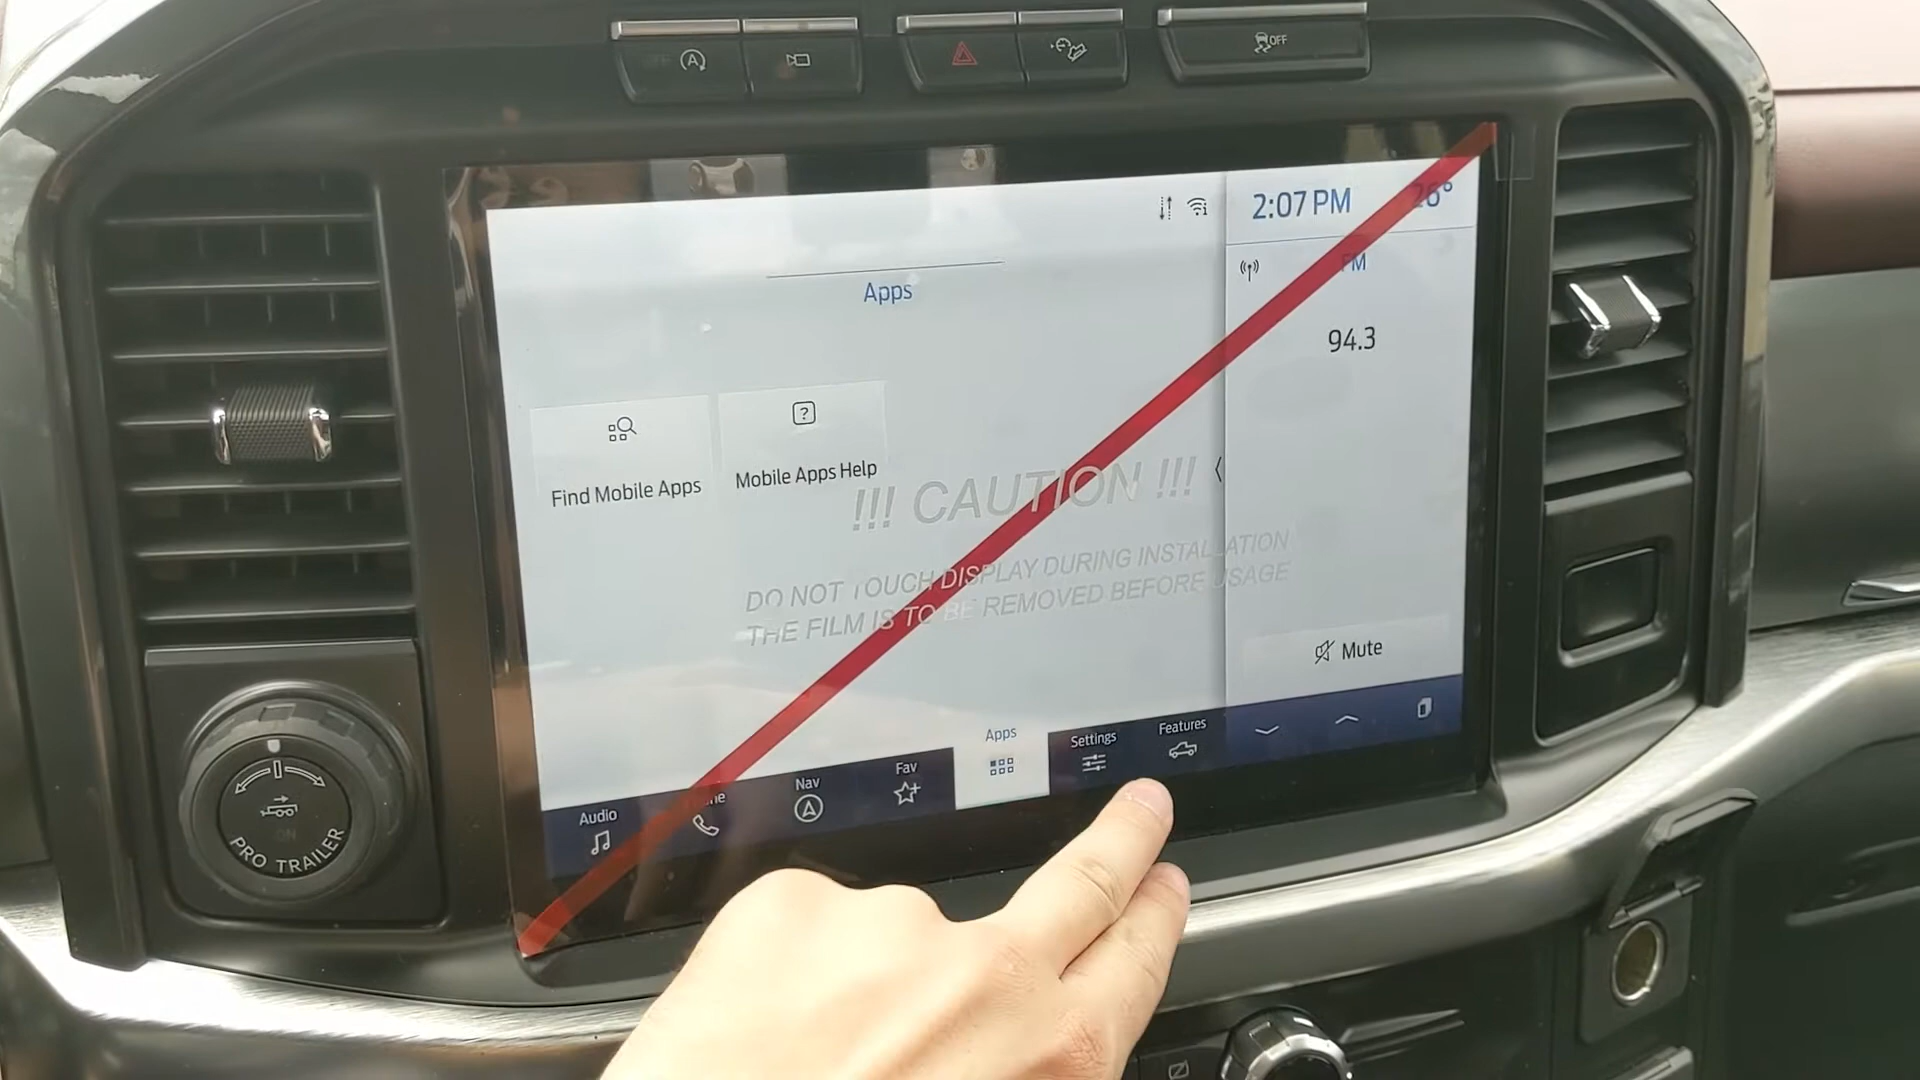 OFF
2:07 PM
26°
FM
94.3
Apps
Find Mobile Apps
Mobile Apps Help
!!! CAUTION !!!
DO NOT TOUCH DISPLAY DURING INSTALLATION
THE FILM IS TO BE REMOVED BEFORE USAGE
Mute
Audio
Nav
Fav
Apps
Settings
Features
ON
PRO TRAILER